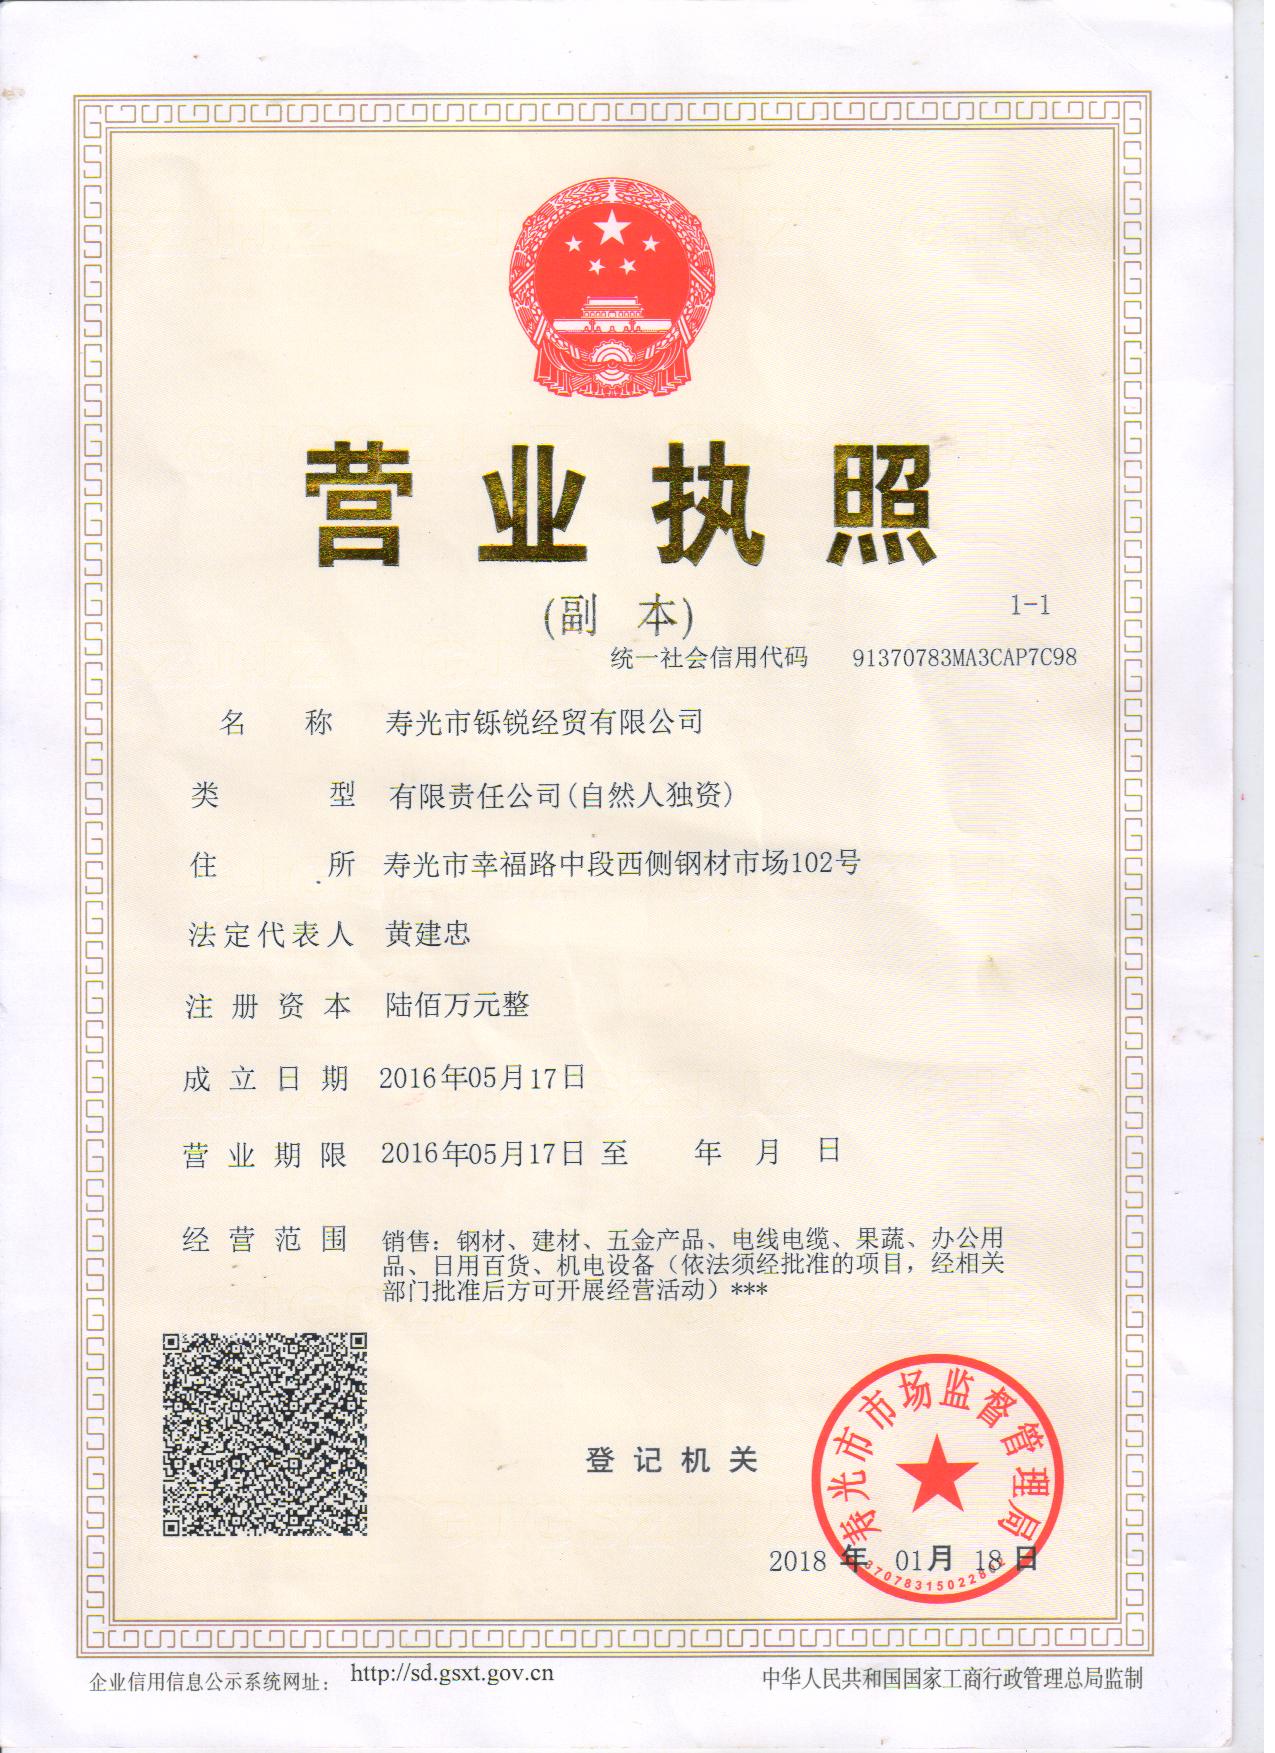 营业执照
(副 本)
1-1
统一社会信用代码 91370783MA3CAP7C98
名 称 寿光市铄锐经贸有限公司
类 型 有限责任公司(自然人独资)
住 所 寿光市幸福路中段西侧钢材市场102号
法定代表人 黄建忠
注册资本 陆佰万元整
成立日期 2016年05月17日
营业期限 2016年05月17日 至 年 月 日
经营范围 销售：钢材、建材、五金产品、电线电缆、果蔬、办公用
品、日用百货、机电设备（依法须经批准的项目，经相关
部门批准后方可开展经营活动）***
登记机关
寿光市市场监督管理局
2018 年 01月 18 日
企业信用信息公示系统网址： http://sd.gsxt.gov.cn
中华人民共和国国家工商行政管理总局监制